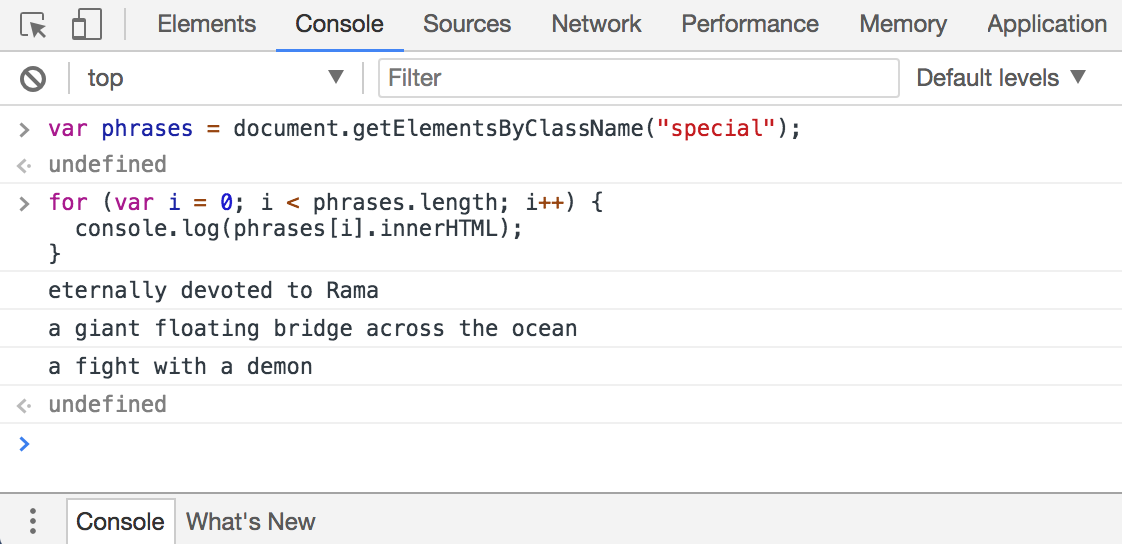 Elements Console Sources Network Performance Memory Application
top Filter Default levels
var phrases = document.getElementsByClassName("special");
undefined
for (var i = 0; i < phrases.length; i++) {
  console.log(phrases[i].innerHTML);
}
eternally devoted to Rama
a giant floating bridge across the ocean
a fight with a demon
undefined
Console What's New